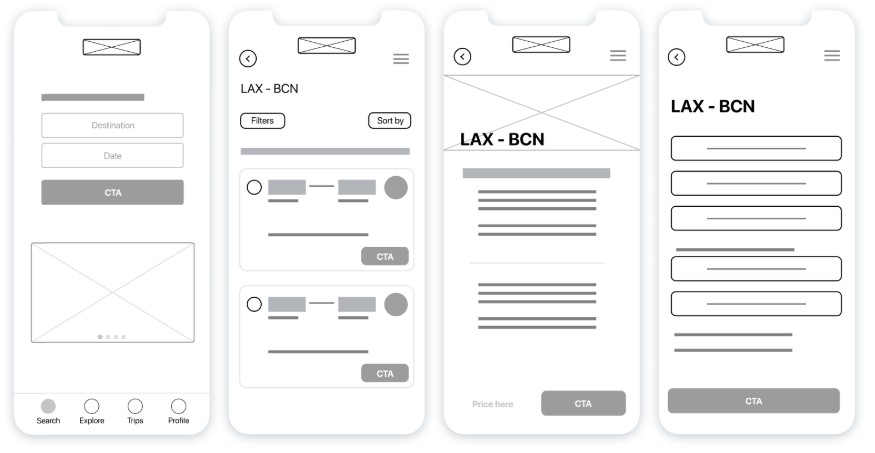 Destination
Date
CTA
Search Explore Trips Profile
LAX - BCN
Filters Sort by
CTA
CTA
LAX - BCN
Price here CTA
LAX - BCN
CTA